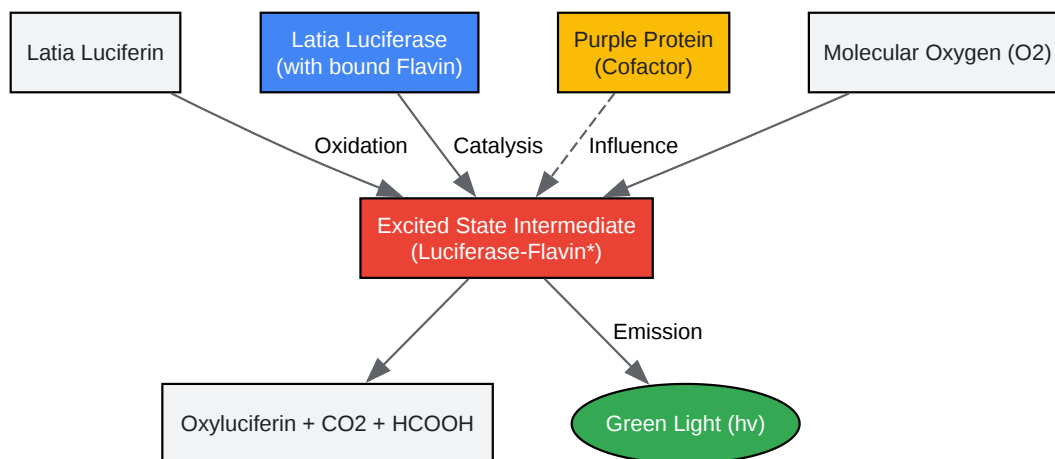 Latia Luciferin
Latia Luciferase
(with bound Flavin)
Purple Protein
(Cofactor)
Molecular Oxygen (O2)
Oxidation
Catalysis
Influence
Excited State Intermediate
(Luciferase-Flavin*)
Emission
Oxyluciferin + CO2 + HCOOH
Green Light (hv)